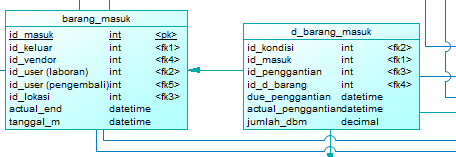 barang_masuk
id_masuk int <pk>
id_keluar int <fk1>
id_vendor int <fk4>
id_user (laboran) int <fk2>
id_user (pengembali) int <fk5>
id_lokasi int <fk3>
actual_end datetime
tanggal_m datetime
d_barang_masuk
id_kondisi int <fk2>
id_masuk int <fk1>
id_penggantian int <fk3>
id_d_barang int <fk4>
due_penggantian datetime
actual_penggantian datetime
jumlah_dbm decimal